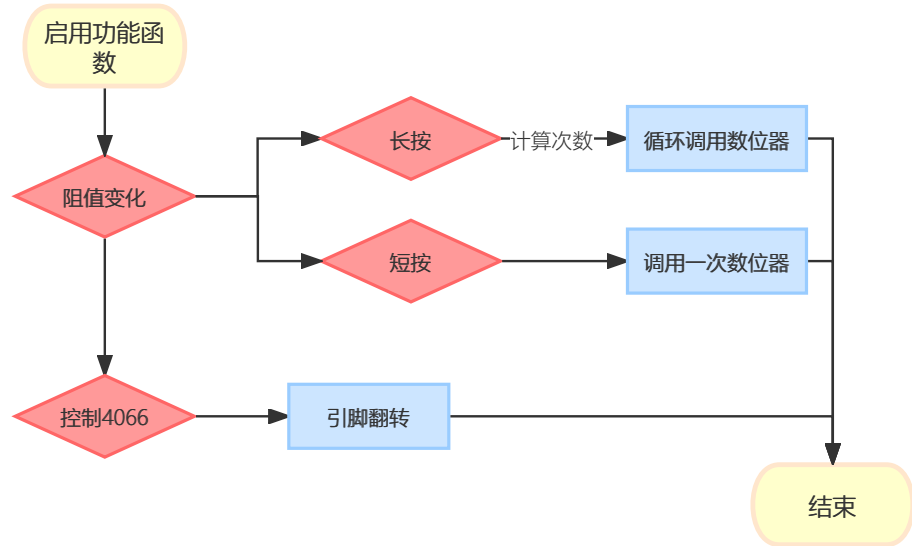 启用功能函
数
长按
计算次数
循环调用数位器
阻值变化
短按
调用一次数位器
控制4066
引脚翻转
结束